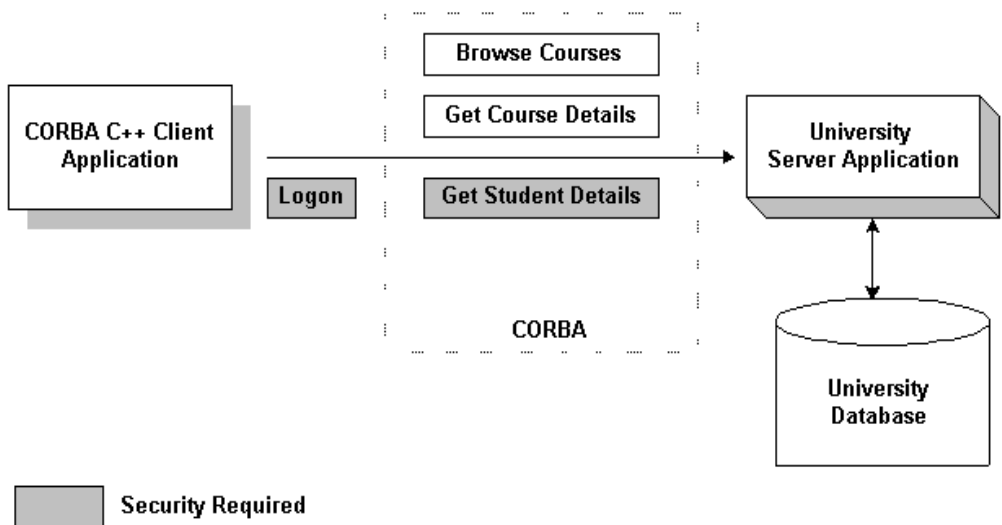 Browse Courses
CORBA C++ Client
Application
Get Course Details
University
Server Application
Logon
Get Student Details
CORBA
University
Database
Security Required